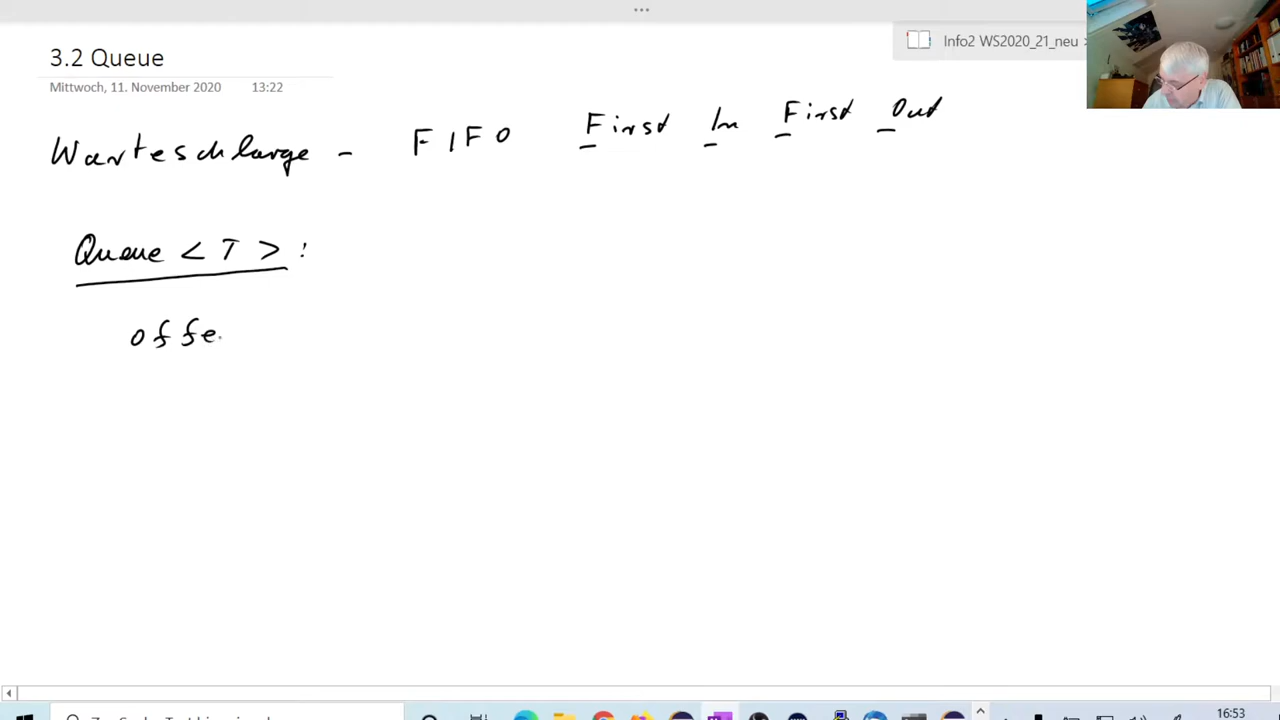 3.2 Queue
Info2 WS2020_21_neu >
Mittwoch, 11. November 2020 13:22
Warteschlange - FIFO First In First Out
Queue < T > :
offe
16:53